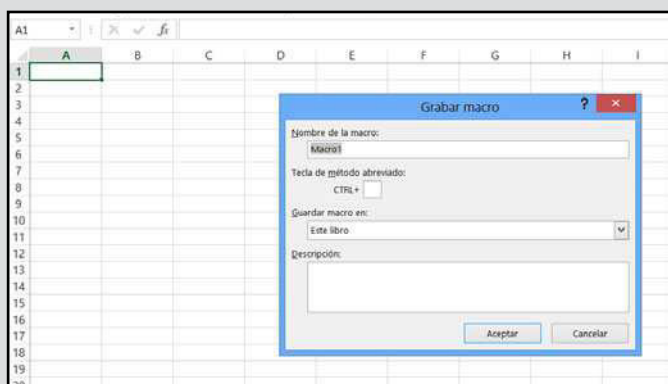 A1
fx
A B C D E F G H I
1
2
3
4
5
6
7
8
9
10
11
12
13
14
15
16
17
18
19
Grabar macro ? ×
Nombre de la macro:
Macro1
Tecla de método abreviado:
CTRL+
Guardar macro en:
Este libro
Descripción:
Aceptar Cancelar